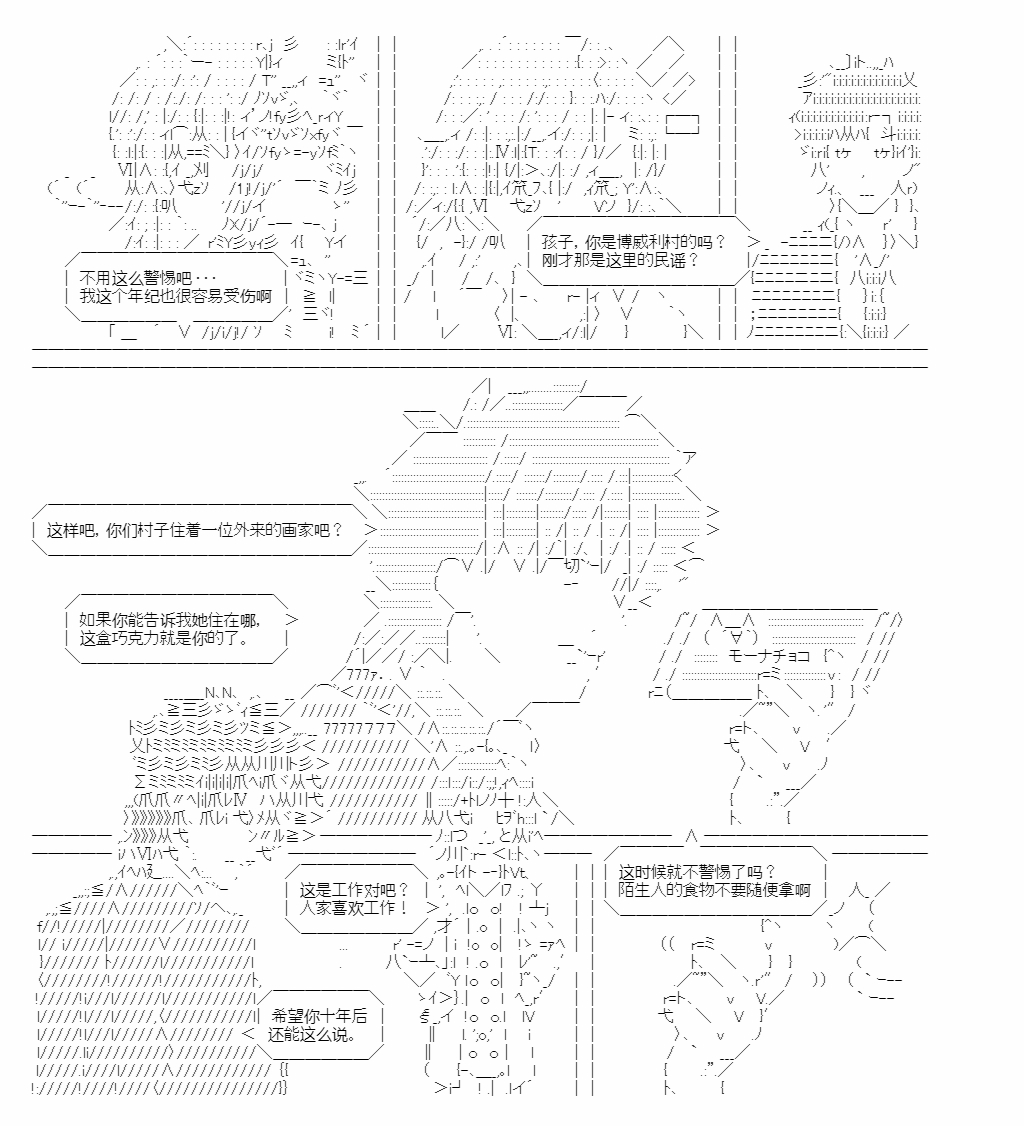 不用这么警惕吧···
我这个年纪也很容易受伤啊
孩子，你是博威利村的吗？
刚才那是这里的民谣？
这样吧，你们村子住着一位外来的画家吧？
如果你能告诉我她住在哪，
这盒巧克力就是你的了。
モーナチョコ
这是工作对吧？
人家喜欢工作！
这时候就不警惕了吗？
陌生人的食物不要随便拿啊
希望你十年后
还能这么说。